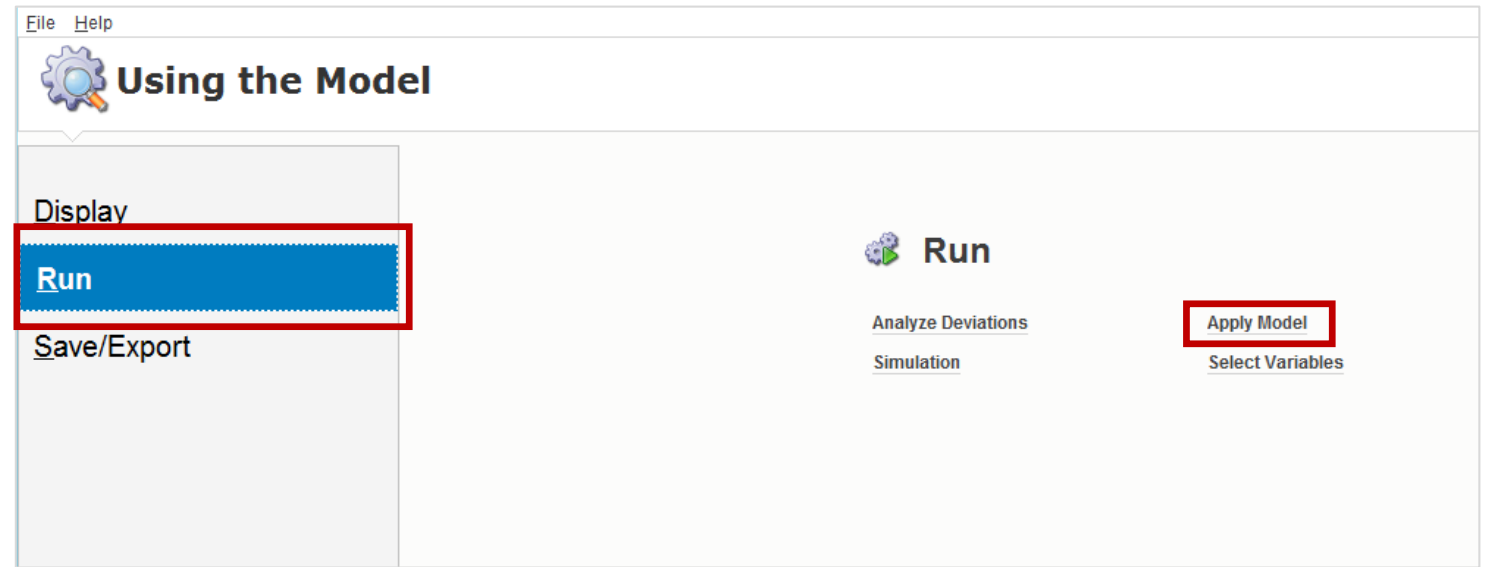 File Help
Using the Model
Display
Run
Save/Export
Run
Analyze Deviations Apply Model
Simulation Select Variables